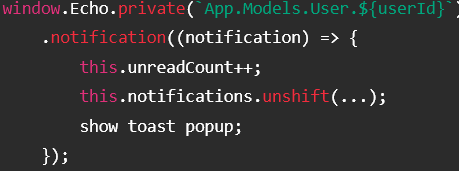 window.Echo.private(`App.Models.User.${userId}`)
.notification((notification) => {
this.unreadCount++;
this.notifications.unshift(...);
show toast popup;
});